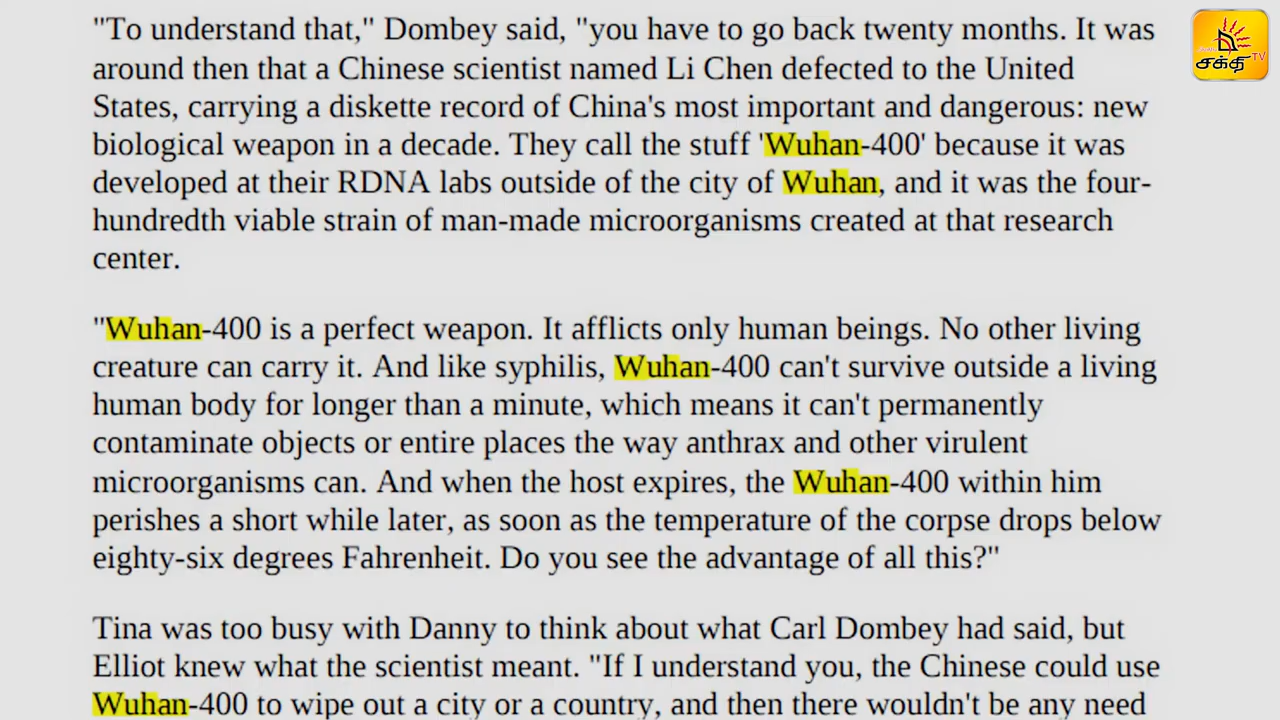 "To understand that," Dombey said, "you have to go back twenty months. It was
around then that a Chinese scientist named Li Chen defected to the United
States, carrying a diskette record of China's most important and dangerous: new
biological weapon in a decade. They call the stuff 'Wuhan-400' because it was
developed at their RDNA labs outside of the city of Wuhan, and it was the four-
hundredth viable strain of man-made microorganisms created at that research
center.
"Wuhan-400 is a perfect weapon. It afflicts only human beings. No other living
creature can carry it. And like syphilis, Wuhan-400 can't survive outside a living
human body for longer than a minute, which means it can't permanently
contaminate objects or entire places the way anthrax and other virulent
microorganisms can. And when the host expires, the Wuhan-400 within him
perishes a short while later, as soon as the temperature of the corpse drops below
eighty-six degrees Fahrenheit. Do you see the advantage of all this?"
Tina was too busy with Danny to think about what Carl Dombey had said, but
Elliot knew what the scientist meant. "If I understand you, the Chinese could use
Wuhan-400 to wipe out a city or a country, and then there wouldn't be any need
சக்தி TV